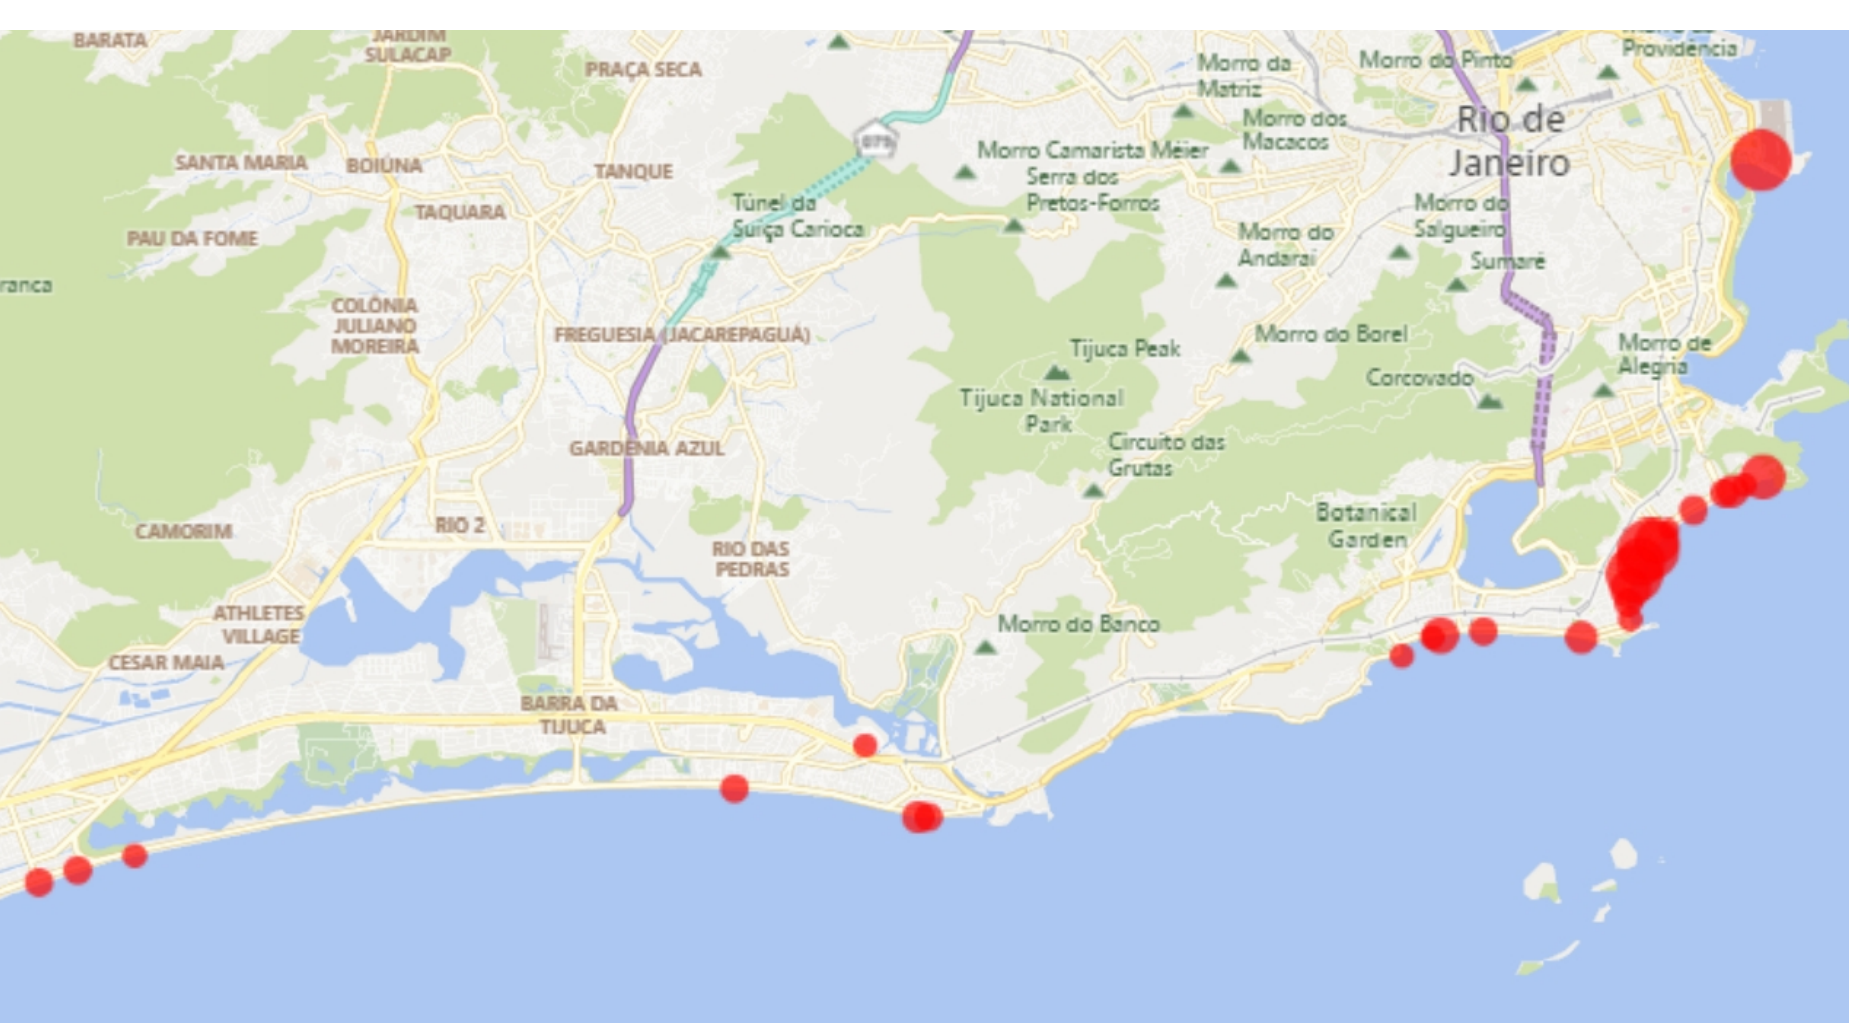 BARATA
JARDIM
SULACAP
PRAÇA SECA
Morro da
Matriz
Morro do Pinto
Providência
Rio de
Janeiro
Morro dos
Macacos
SANTA MARIA
BOIÚNA
TANQUE
Morro Camarista Méier
Serra dos
Pretos-Forros
TAQUARA
Túnel da
Suíça Carioca
Morro do
Salgueiro
PAU DA FOME
Morro do
Andaraí
Sumaré
ranca
COLÔNIA
JULIANO
MOREIRA
FREGUESIA (JACAREPAGUÁ)
Morro do Borel
Tijuca Peak
Morro de
Alegria
Corcovado
Tijuca National
Park
GARDÊNIA AZUL
Circuito das
Grutas
CAMORIM
RIO 2
RIO DAS
PEDRAS
Botanical
Garden
ATHLETES
VILLAGE
Morro do Banco
CESAR MAIA
BARRA DA
TIJUCA